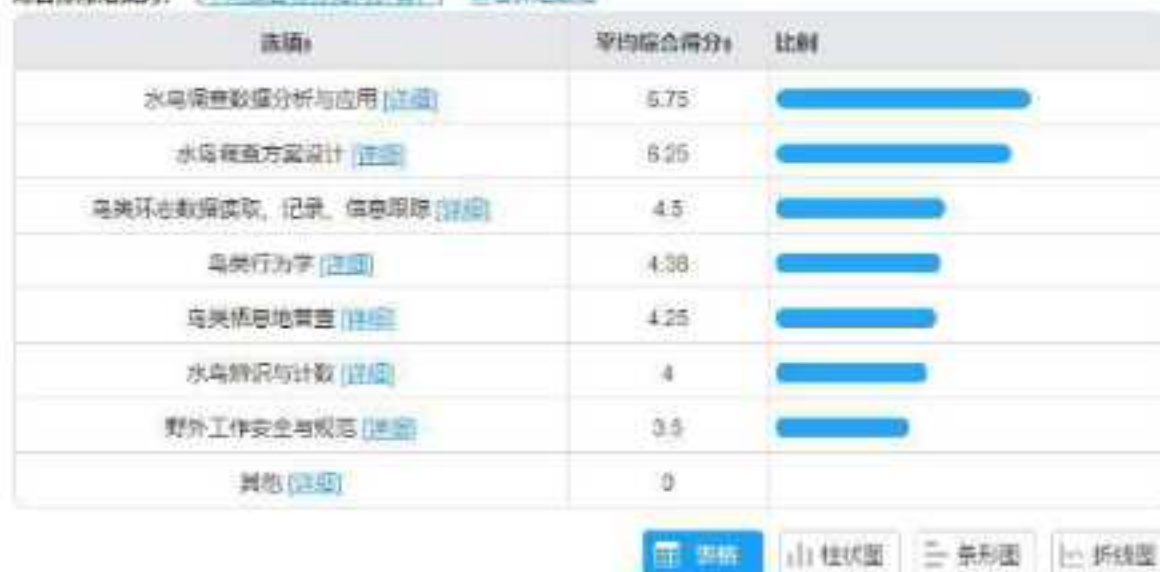 选项 平均综合得分 比例
水鸟调查数据分析与应用 [详细] 6.75
水鸟调查方案设计 [详细] 6.25
鸟类环志数据读取、记录、信息跟踪 [详细] 4.5
鸟类行为学 [详细] 4.38
鸟类栖息地调查 [详细] 4.25
水鸟辨识与计数 [详细] 4
野外工作安全与规范 [详细] 3.5
其他 [详细] 0
表格 柱状图 条形图 折线图